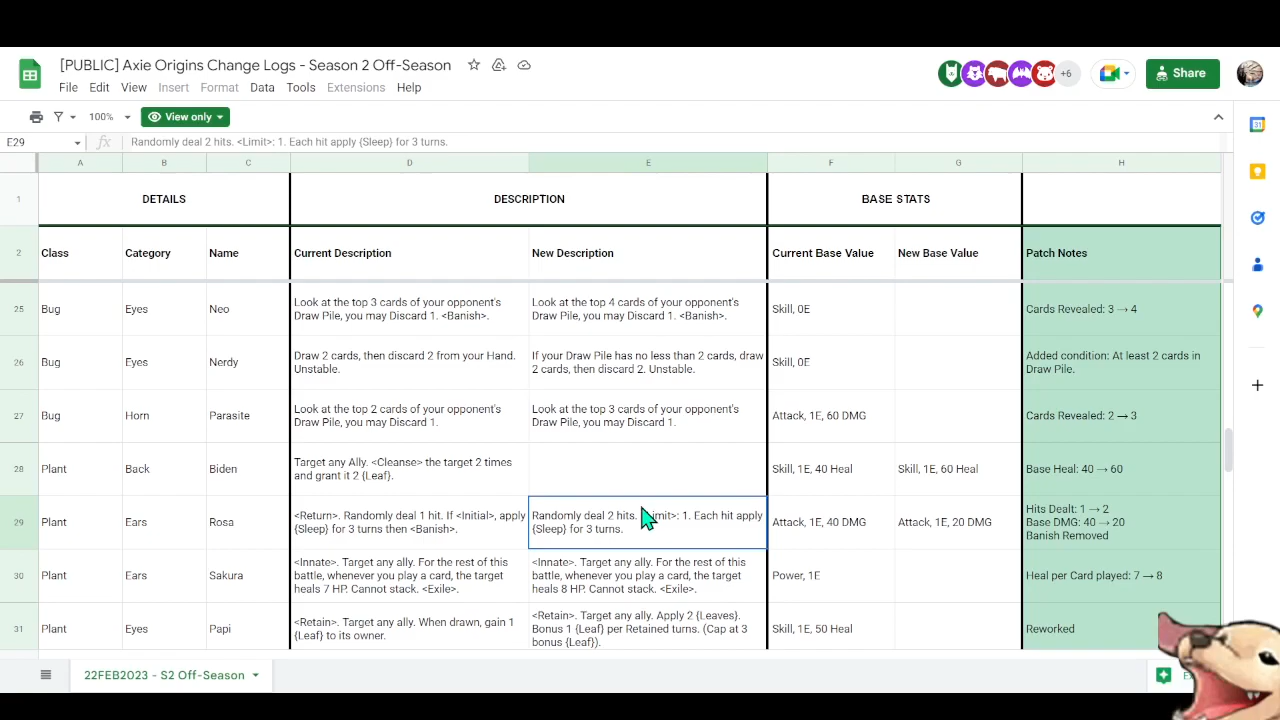 [PUBLIC] Axie Origins Change Logs - Season 2 Off-Season
+6
Share
File Edit View Insert Format Data Tools Extensions Help
100%
View only
E29
fx
Randomly deal 2 hits. <Limit>: 1. Each hit apply {Sleep} for 3 turns.
31
A B C D E F G H
1
DETAILS
DESCRIPTION
BASE STATS
2
Class
Category
Name
Current Description
New Description
Current Base Value
New Base Value
Patch Notes
25
Bug
Eyes
Neo
Look at the top 3 cards of your opponent's
Draw Pile, you may Discard 1. <Banish>.
Look at the top 4 cards of your opponent's
Draw Pile, you may Discard 1. <Banish>.
Skill, 0E
Cards Revealed: 3 → 4
26
Bug
Eyes
Nerdy
Draw 2 cards, then discard 2 from your Hand.
Unstable.
If your Draw Pile has no less than 2 cards, draw
2 cards, then discard 2. Unstable.
Skill, 0E
Added condition: At least 2 cards in
Draw Pile.
27
Bug
Horn
Parasite
Look at the top 2 cards of your opponent's
Draw Pile, you may Discard 1.
Look at the top 3 cards of your opponent's
Draw Pile, you may Discard 1.
Attack, 1E, 60 DMG
Cards Revealed: 2 → 3
28
Plant
Back
Biden
Target any Ally. <Cleanse> the target 2 times
and grant it 2 {Leaf}.
Skill, 1E, 40 Heal
Skill, 1E, 60 Heal
Base Heal: 40 → 60
29
Plant
Ears
Rosa
<Return>. Randomly deal 1 hit. If <Initial>, apply
{Sleep} for 3 turns then <Banish>.
Randomly deal 2 hits. imit>: 1. Each hit apply
{Sleep} for 3 turns.
Attack, 1E, 40 DMG
Attack, 1E, 20 DMG
Hits Dealt: 1 → 2
Base DMG: 40 → 20
Banish Removed
30
Plant
Ears
Sakura
<Innate>. Target any ally. For the rest of this
battle, whenever you play a card, the target
heals 7 HP. Cannot stack. <Exile>.
<Innate>. Target any ally. For the rest of this
battle, whenever you play a card, the target
heals 8 HP. Cannot stack. <Exile>.
Power, 1E
Heal per Card played: 7 → 8
31
Plant
Eyes
Papi
<Retain>. Target any ally. When drawn, gain 1
{Leaf} to its owner.
<Retain>. Target any ally. Apply 2 {Leaves}.
Bonus 1 {Leaf} per Retained turns. (Cap at 3
bonus {Leaf}).
Skill, 1E, 50 Heal
Reworked
22FEB2023 - S2 Off-Season